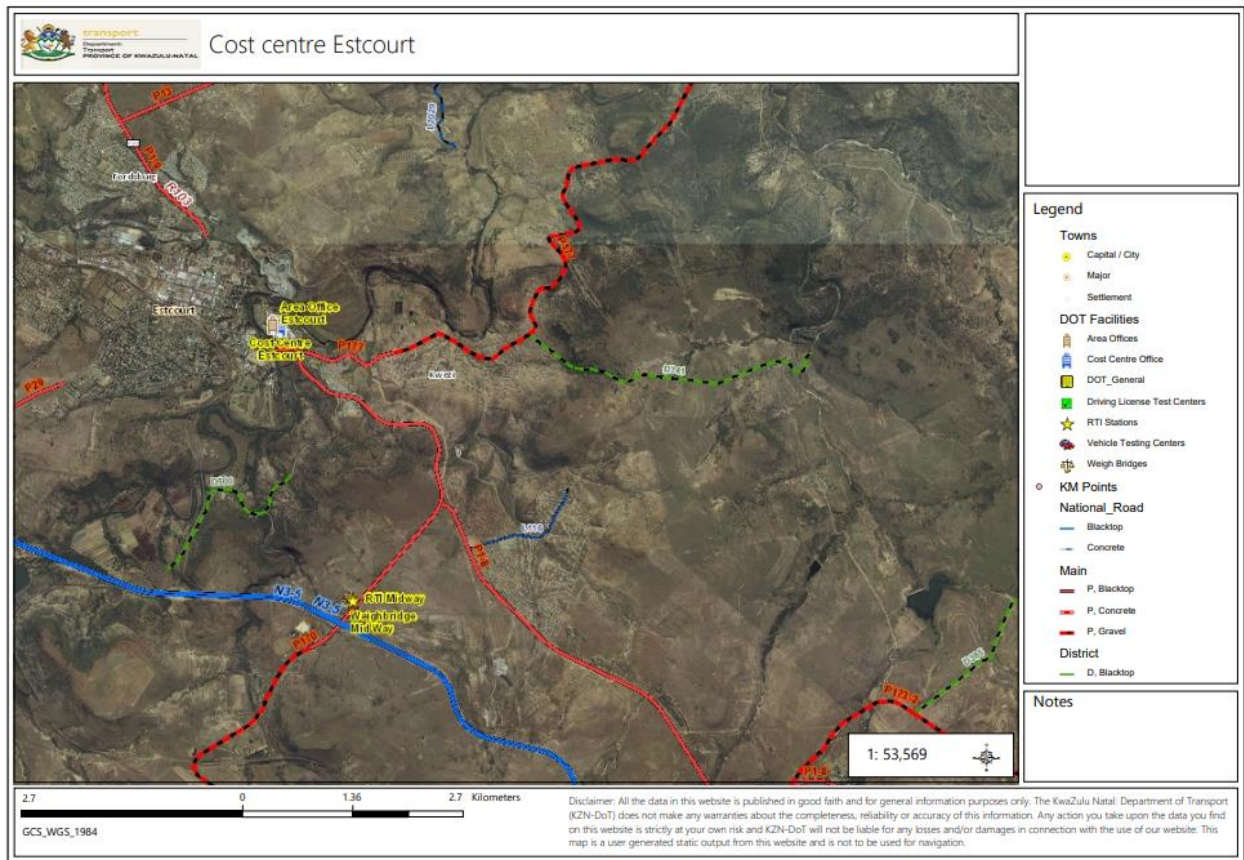 transport
Department:
Transport
PROVINCE OF KWAZULU-NATAL
Cost centre Estcourt
P1/9
R103
Fordsburg
Estcourt
Area Office
Estcourt
Cost Centre
Estcourt
P29
Kwezi
D741
P1-8
N3-5
N3-5
RTI Midway
Weighbridge
Mid Way
Legend
Towns
Capital / City
Major
Settlement
DOT Facilities
Area Offices
Cost Centre Office
DOT_General
Driving License Test Centers
RTI Stations
Vehicle Testing Centers
Weigh Bridges
KM Points
National_Road
Blacktop
Concrete
Main
P, Blacktop
P, Concrete
P, Gravel
District
D, Blacktop
Notes
P1-8
1: 53,569
2.7
0
1.36
2.7
Kilometers
GCS_WGS_1984
Disclaimer: All the data in this website is published in good faith and for general information purposes only. The KwaZulu Natal: Department of Transport
(KZN-DoT) does not make any warranties about the completeness, reliability or accuracy of this information. Any action you take upon the data you find
on this website is strictly at your own risk and KZN-DoT will not be liable for any losses and/or damages in connection with the use of our website. This
map is a user generated static output from this website and is not to be used for navigation.